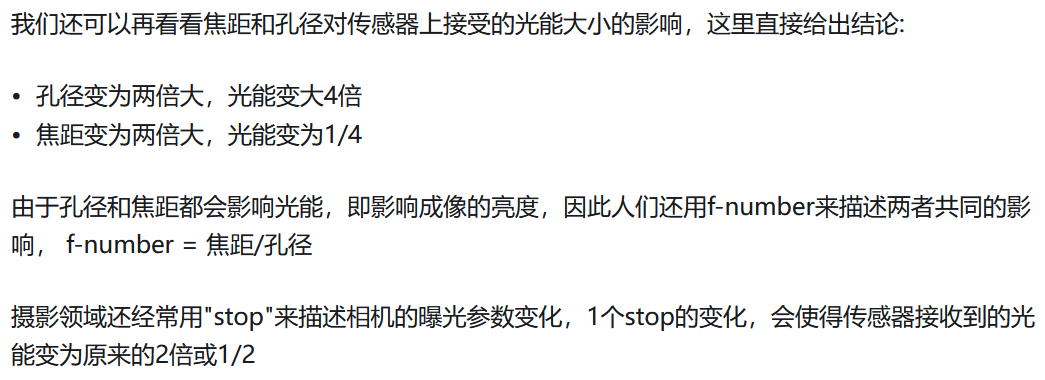 我们还可以再看看焦距和孔径对传感器上接受的光能大小的影响，这里直接给出结论:
• 孔径变为两倍大，光能变大4倍
• 焦距变为两倍大，光能变为1/4
由于孔径和焦距都会影响光能，即影响成像的亮度，因此人们还用f-number来描述两者共同的影
响， f-number = 焦距/孔径
摄影领域还经常用"stop"来描述相机的曝光参数变化，1个stop的变化，会使得传感器接收到的光
能变为原来的2倍或1/2